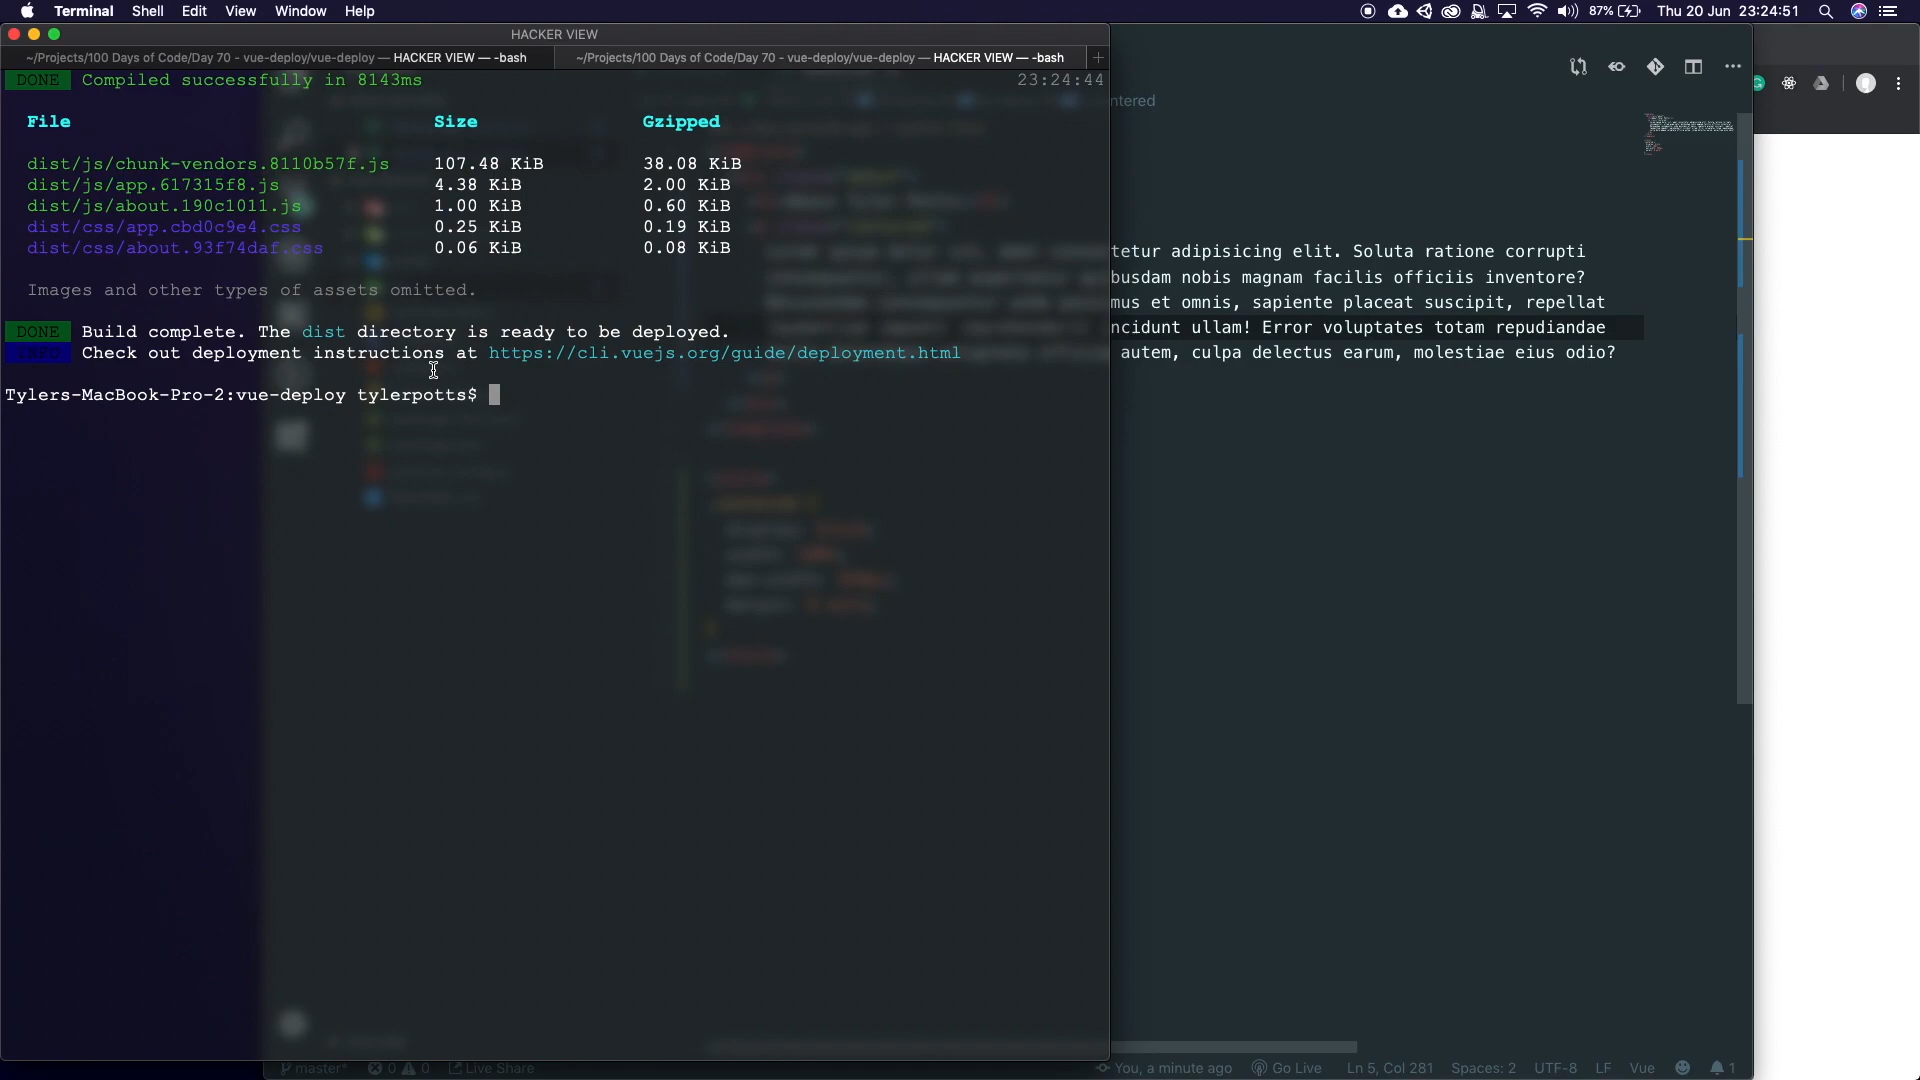 Terminal Shell Edit View Window Help
87% Thu 20 Jun 23:24:51
HACKER VIEW
~/Projects/100 Days of Code/Day 70 - vue-deploy/vue-deploy — HACKER VIEW — -bash
~/Projects/100 Days of Code/Day 70 - vue-deploy/vue-deploy — HACKER VIEW — -bash
DONE Compiled successfully in 8143ms 23:24:44
ntered
File Size Gzipped
dist/js/chunk-vendors.8110b57f.js 107.48 KiB 38.08 KiB
dist/js/app.617315f8.js 4.38 KiB 2.00 KiB
dist/js/about.190c1011.js 1.00 KiB 0.60 KiB
dist/css/app.cbd0c9e4.css 0.25 KiB 0.19 KiB
dist/css/about.93f74daf.css 0.06 KiB 0.08 KiB
Images and other types of assets omitted.
DONE Build complete. The dist directory is ready to be deployed.
INFO Check out deployment instructions at https://cli.vuejs.org/guide/deployment.html
Tylers-MacBook-Pro-2:vue-deploy tylerpotts$
tetur adipisicing elit. Soluta ratione corrupti
busdam nobis magnam facilis officiis inventore?
mus et omnis, sapiente placeat suscipit, repellat
ncidunt ullam! Error voluptates totam repudiandae
autem, culpa delectus earum, molestiae eius odio?
master* 0 0 Live Share
You, a minute ago Go Live Ln 5, Col 281 Spaces: 2 UTF-8 LF Vue 1